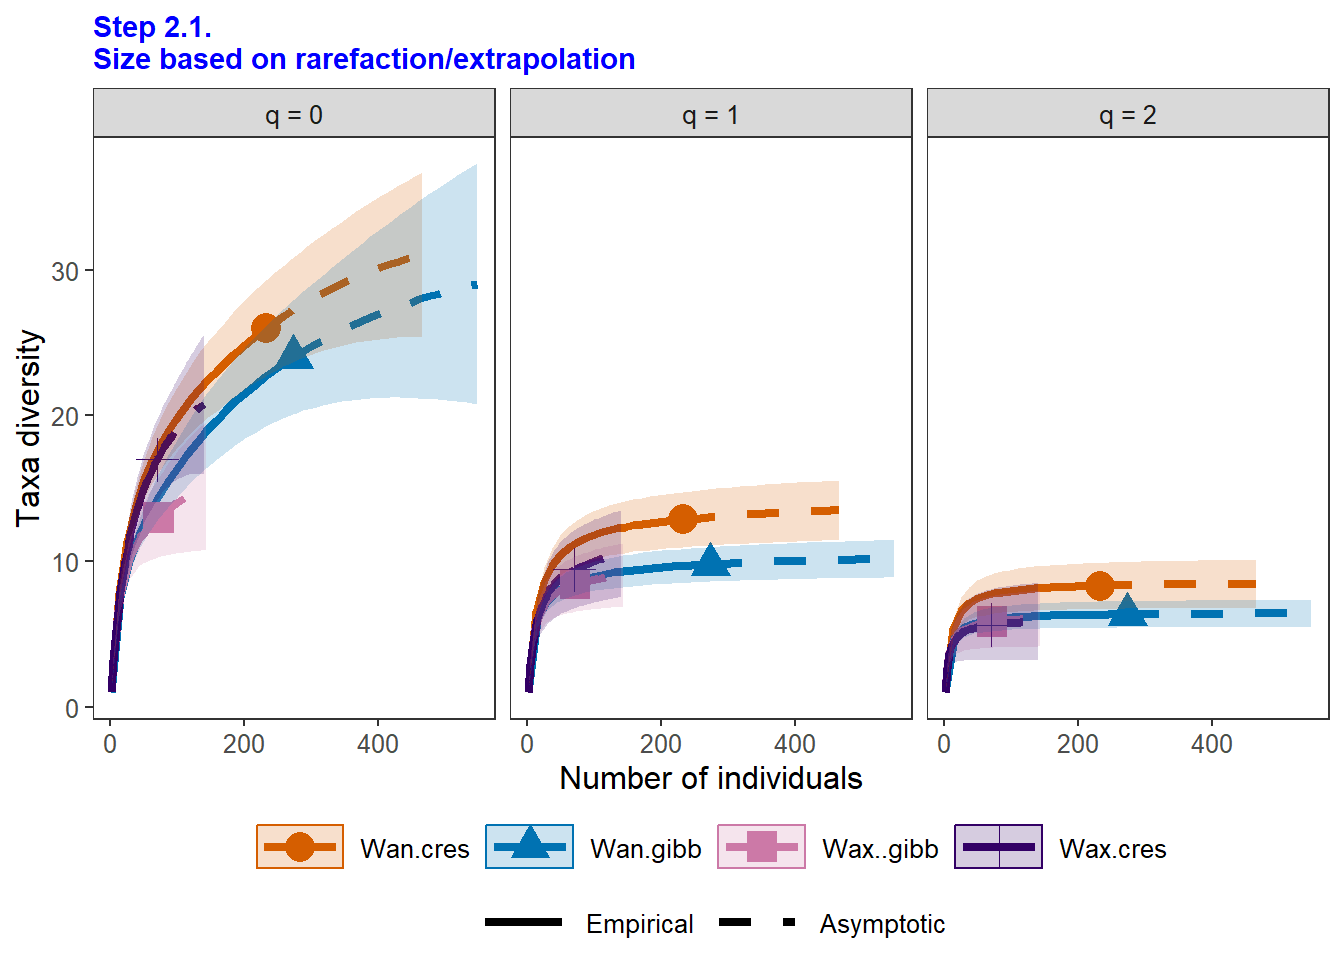 Step 2.1.
Size based on rarefaction/extrapolation
q = 0
q = 1
q = 2
Taxa diversity
30
20
10
0
0 200 400
0 200 400
0 200 400
Number of individuals
Wan.cres Wan.gibb Wax..gibb Wax.cres
Empirical Asymptotic